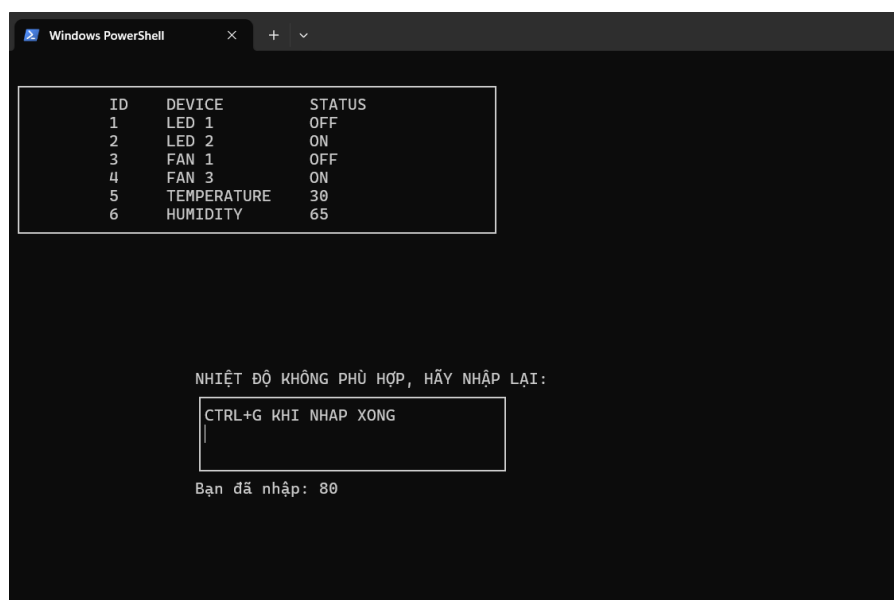 Windows PowerShell
ID DEVICE STATUS
1 LED 1 OFF
2 LED 2 ON
3 FAN 1 OFF
4 FAN 3 ON
5 TEMPERATURE 30
6 HUMIDITY 65
NHIỆT ĐỘ KHÔNG PHÙ HỢP, HÃY NHẬP LẠI:
CTRL+G KHI NHAP XONG
Bạn đã nhập: 80